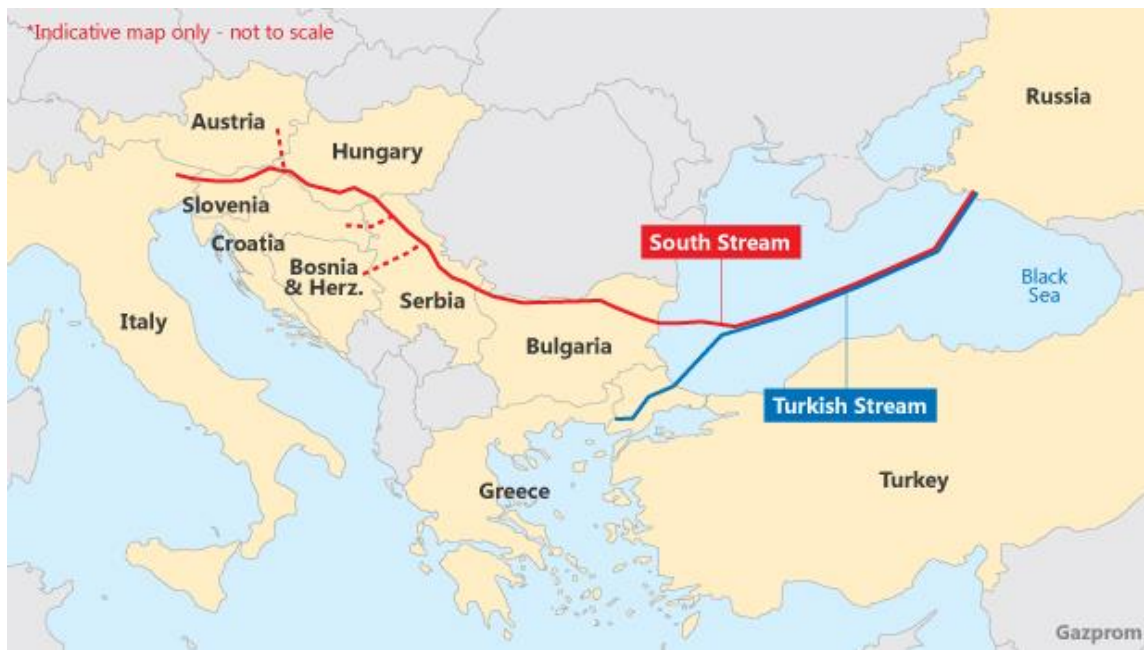 *Indicative map only - not to scale
Russia
Austria
Hungary
Slovenia
Croatia
South Stream
Bosnia
& Herz.
Black
Sea
Serbia
Italy
Bulgaria
Turkish Stream
Turkey
Greece
Gazprom